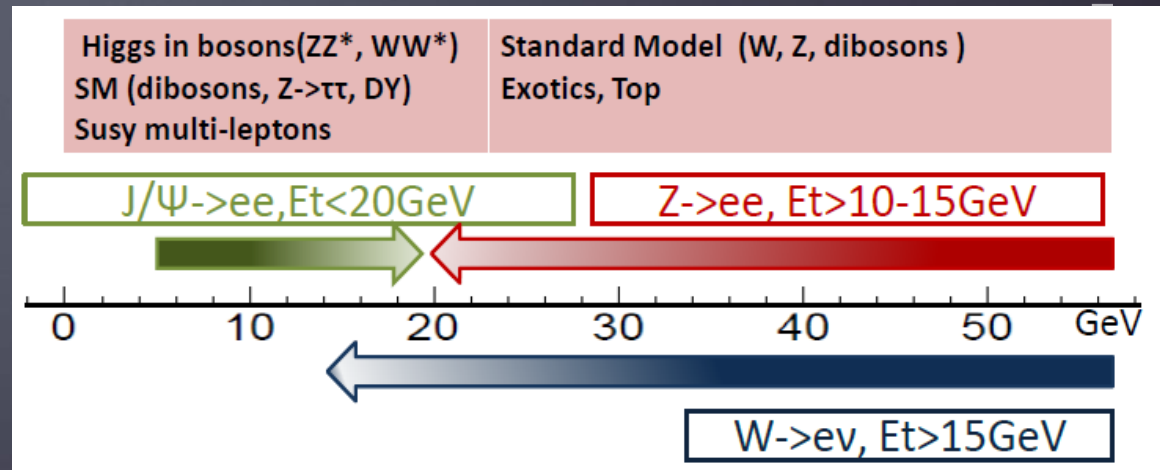 Higgs in bosons(ZZ*, WW*)
SM (dibosons, Z->ττ, DY)
Susy multi-leptons
Standard Model (W, Z, dibosons )
Exotics, Top
J/Ψ->ee,Et<20GeV
Z->ee, Et>10-15GeV
0 10 20 30 40 50 GeV
W->eν, Et>15GeV